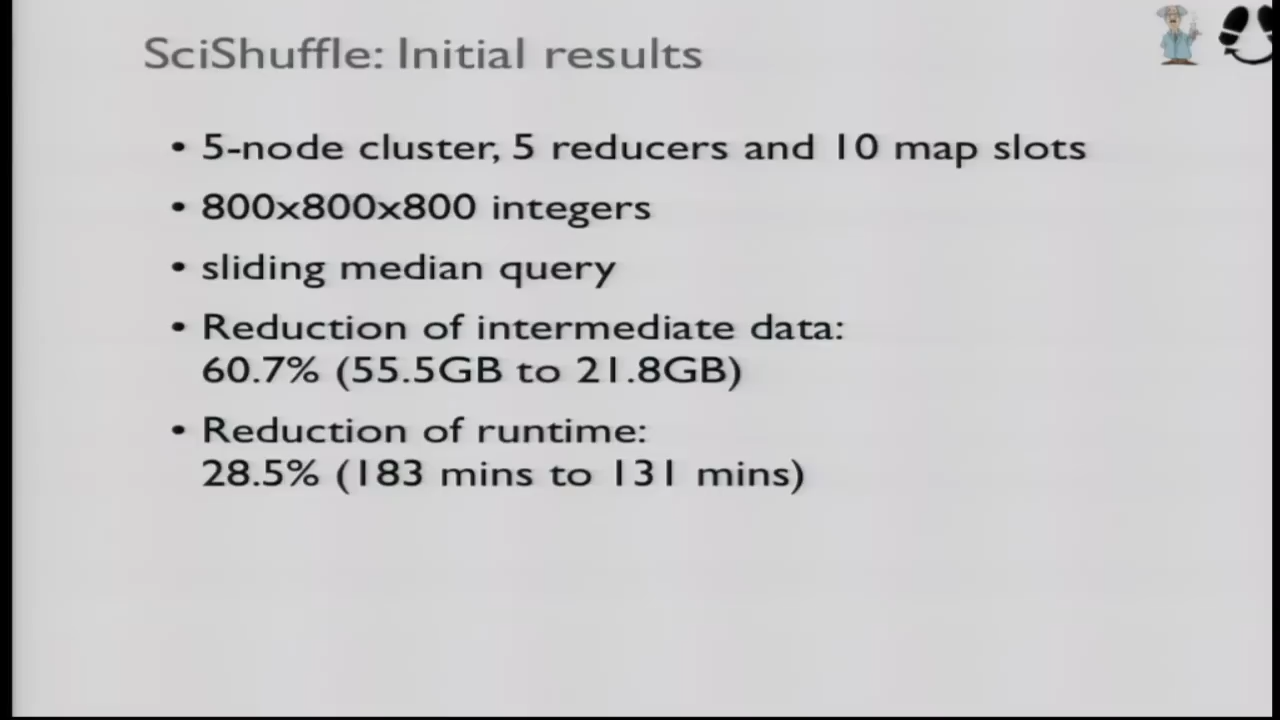 SciShuffle: Initial results
• 5-node cluster, 5 reducers and 10 map slots
• 800x800x800 integers
• sliding median query
• Reduction of intermediate data:
60.7% (55.5GB to 21.8GB)
• Reduction of runtime:
28.5% (183 mins to 131 mins)